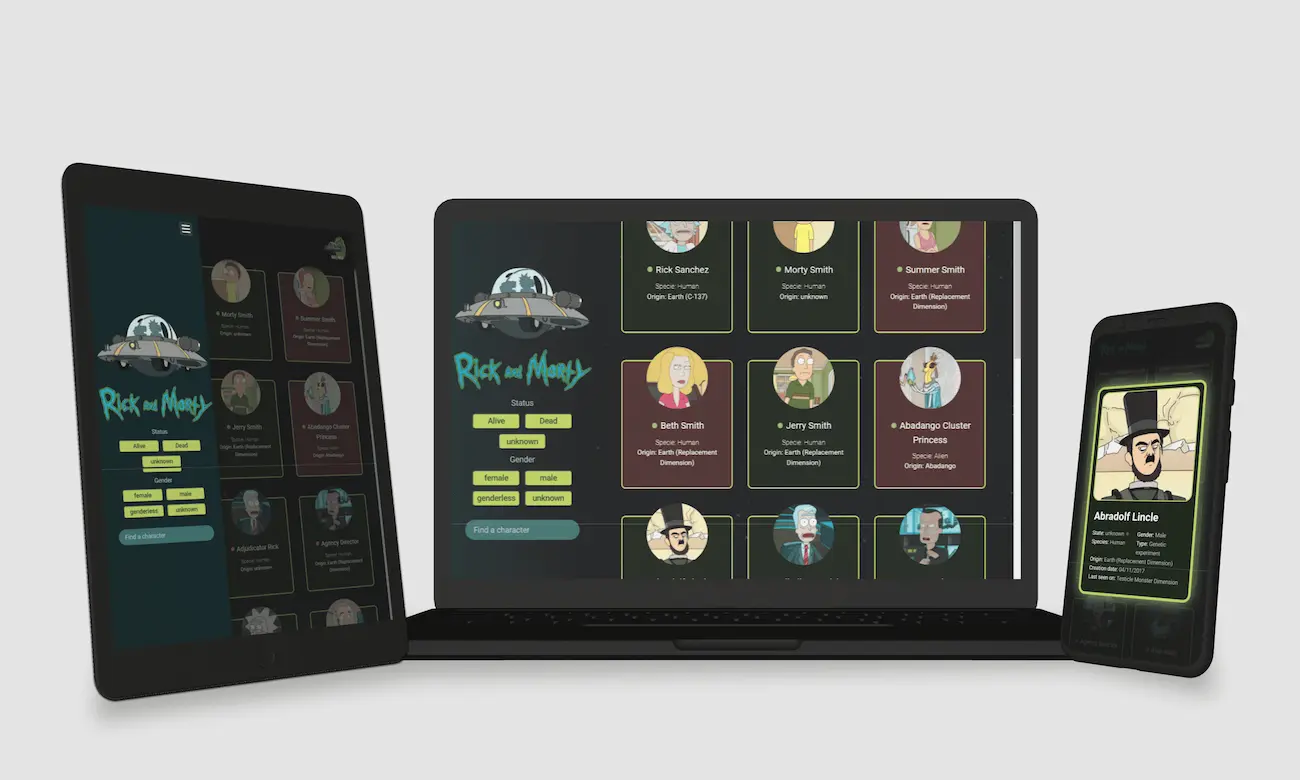 Rick and Morty
Status
Alive
Dead
unknown
Gender
female
male
genderless
unknown
Find a character
Morty Smith
Specie: Human
Origin: unknown
Summer Smith
Specie: Human
Origin: Earth (Replacement
Dimension)
Jerry Smith
Specie: Human
Origin: Earth (Replacement
Dimension)
Abadango Cluster
Princess
Specie: Alien
Origin: Abadango
Adjudicator Rick
Specie: Human
Origin: unknown
Agency Director
Specie: Human
Origin: Earth (Replacement
Dimension)
Rick and Morty
Status
Alive
Dead
unknown
Gender
female
male
genderless
unknown
Find a character
Rick Sanchez
Specie: Human
Origin: Earth (C-137)
Morty Smith
Specie: Human
Origin: unknown
Summer Smith
Specie: Human
Origin: Earth (Replacement
Dimension)
Beth Smith
Specie: Human
Origin: Earth (Replacement
Dimension)
Jerry Smith
Specie: Human
Origin: Earth (Replacement
Dimension)
Abadango Cluster
Princess
Specie: Alien
Origin: Abadango
Abradolf Lincle
State: unknown
Gender: Male
Species: Human
Type: Genetic
experiment
Origin: Earth (Replacement Dimension)
Creation date: 04/11/2017
Last seen on: Testicle Monster Dimension